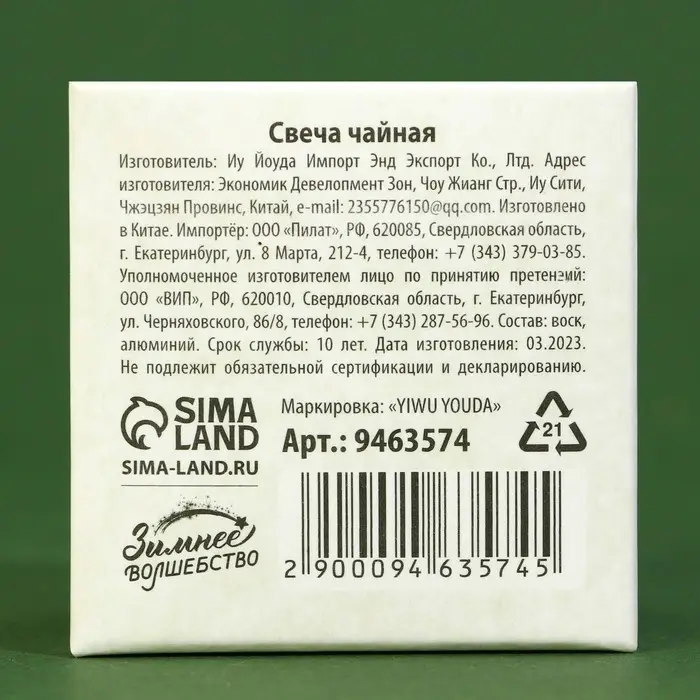 Свеча чайная
Изготовитель: Иу Йоуда Импорт Энд Экспорт Ко., Лтд. Адрес
изготовителя: Экономик Девелопмент Зон, Чоу Жианг Стр., Иу Сити,
Чжэцзян Провинс, Китай, e-mail: 2355776150@qq.com. Изготовлено
в Китае. Импортёр: ООО «Пилат», РФ, 620085, Свердловская область,
г. Екатеринбург, ул. 8 Марта, 212-4, телефон: +7 (343) 379-03-85.
Уполномоченное изготовителем лицо по принятию претензий:
ООО «ВИП», РФ, 620010, Свердловская область, г. Екатеринбург,
ул. Черняховского, 86/8, телефон: +7 (343) 287-56-96. Состав: воск,
алюминий. Срок службы: 10 лет. Дата изготовления: 03.2023.
Не подлежит обязательной сертификации и декларированию.
SIMA
LAND
SIMA-LAND.RU
Маркировка: «YIWU YOUDA»
Арт.: 9463574
21
Зимнее
ВОЛШЕБСТВО
2 900094 635745